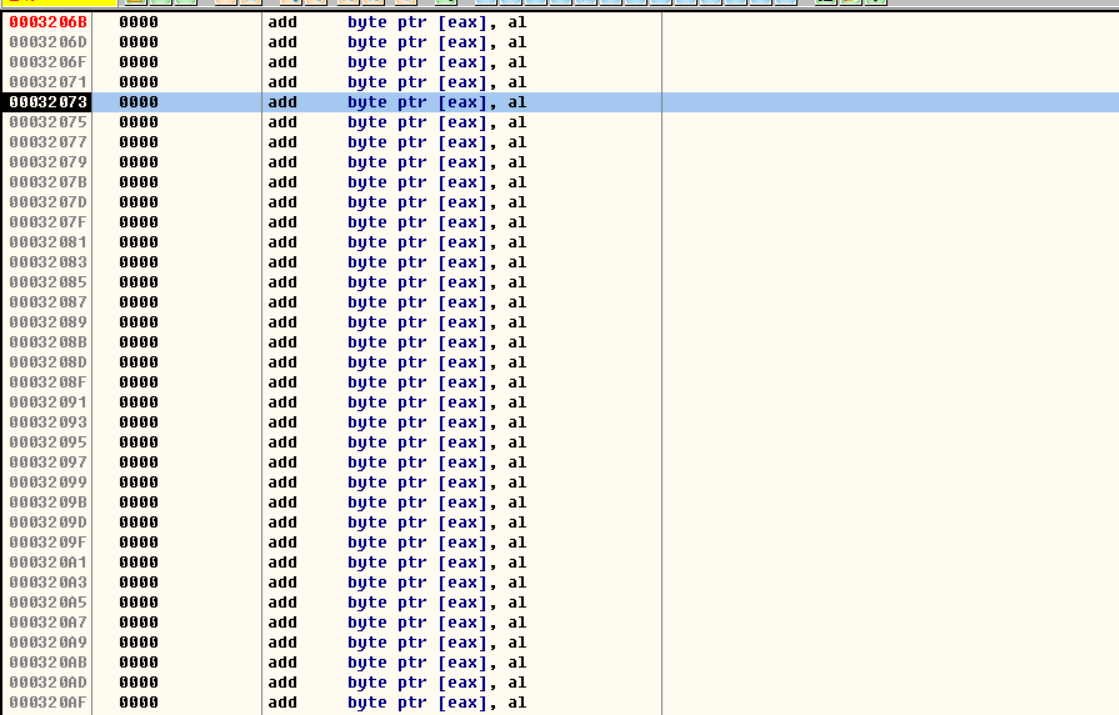 0003206B 0000 add byte ptr [eax], al
0003206D 0000 add byte ptr [eax], al
0003206F 0000 add byte ptr [eax], al
00032071 0000 add byte ptr [eax], al
00032073 0000 add byte ptr [eax], al
00032075 0000 add byte ptr [eax], al
00032077 0000 add byte ptr [eax], al
00032079 0000 add byte ptr [eax], al
0003207B 0000 add byte ptr [eax], al
0003207D 0000 add byte ptr [eax], al
0003207F 0000 add byte ptr [eax], al
00032081 0000 add byte ptr [eax], al
00032083 0000 add byte ptr [eax], al
00032085 0000 add byte ptr [eax], al
00032087 0000 add byte ptr [eax], al
00032089 0000 add byte ptr [eax], al
0003208B 0000 add byte ptr [eax], al
0003208D 0000 add byte ptr [eax], al
0003208F 0000 add byte ptr [eax], al
00032091 0000 add byte ptr [eax], al
00032093 0000 add byte ptr [eax], al
00032095 0000 add byte ptr [eax], al
00032097 0000 add byte ptr [eax], al
00032099 0000 add byte ptr [eax], al
0003209B 0000 add byte ptr [eax], al
0003209D 0000 add byte ptr [eax], al
0003209F 0000 add byte ptr [eax], al
000320A1 0000 add byte ptr [eax], al
000320A3 0000 add byte ptr [eax], al
000320A5 0000 add byte ptr [eax], al
000320A7 0000 add byte ptr [eax], al
000320A9 0000 add byte ptr [eax], al
000320AB 0000 add byte ptr [eax], al
000320AD 0000 add byte ptr [eax], al
000320AF 0000 add byte ptr [eax], al